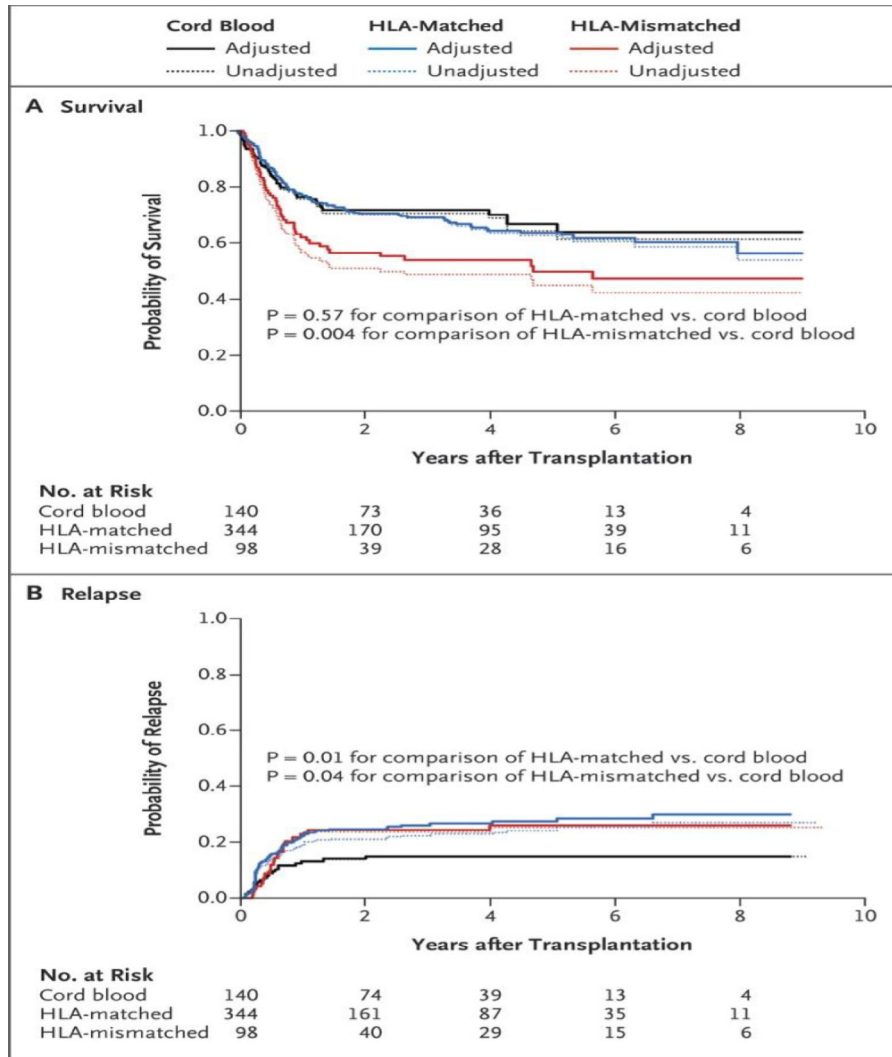 Cord Blood HLA-Matched HLA-Mismatched
Adjusted Adjusted Adjusted
Unadjusted Unadjusted Unadjusted
A Survival
1.0
0.8
0.6
0.4
0.2
0.0
Probability of Survival
P = 0.57 for comparison of HLA-matched vs. cord blood
P = 0.004 for comparison of HLA-mismatched vs. cord blood
0 2 4 6 8 10
Years after Transplantation
No. at Risk
Cord blood 140 73 36 13 4
HLA-matched 344 170 95 39 11
HLA-mismatched 98 39 28 16 6
B Relapse
1.0
0.8
0.6
0.4
0.2
0.0
Probability of Relapse
P = 0.01 for comparison of HLA-matched vs. cord blood
P = 0.04 for comparison of HLA-mismatched vs. cord blood
0 2 4 6 8 10
Years after Transplantation
No. at Risk
Cord blood 140 74 39 13 4
HLA-matched 344 161 87 35 11
HLA-mismatched 98 40 29 15 6